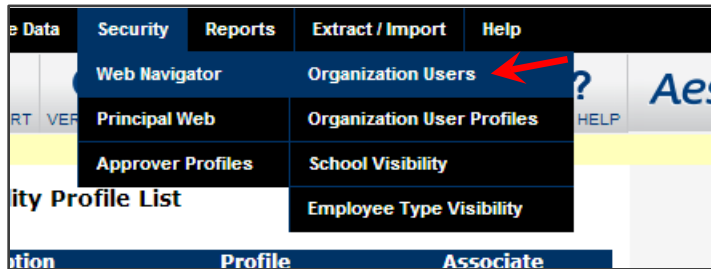 e Data Security Reports Extract / Import Help
Web Navigator Organization Users
? Aes
RT VER Principal Web Organization User Profiles HELP
Approver Profiles School Visibility
ity Profile List
Employee Type Visibility
ption Profile Associate